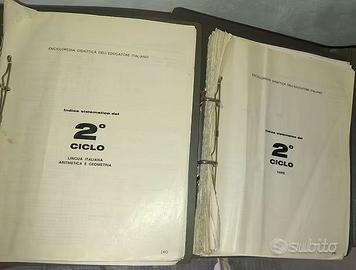 ENCICLOPEDIA DIDATTICA DELL'EDUCATORE ITALIANO
Indice sistematico del
2°
CICLO
LINGUA ITALIANA
ARITMETICA E GEOMETRIA
ENCICLOPEDIA DIDATTICA DELL'EDUCATORE ITALIANO
Indice sistematico del
2°
CICLO
subito